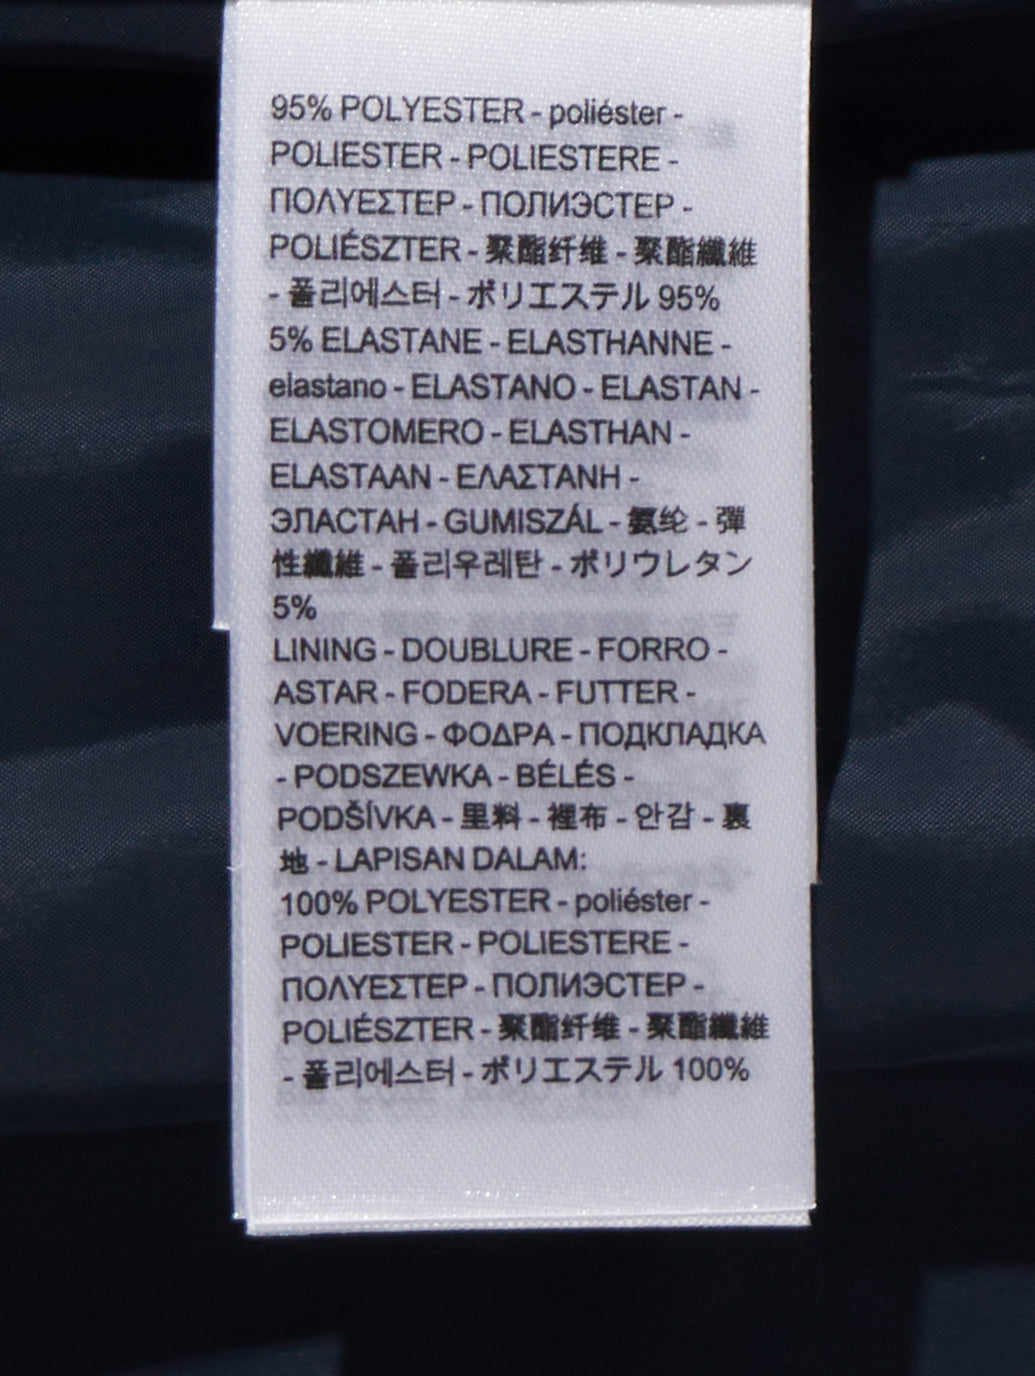 95% POLYESTER - poliéster -
POLIESTER - POLIESTERE -
ΠΟΛΥΕΣΤΕΡ - ПОЛИЭСТЕР -
POLIÉSZTER - 聚酯纤维 - 聚酯纖維
- 폴리에스터 - ポリエステル 95%
5% ELASTANE - ELASTHANNE -
elastano - ELASTANO - ELASTAN -
ELASTOMERO - ELASTHAN -
ELASTAAN - ΕΛΑΣΤΑΝΗ -
ЭЛАСТАН - GUMISZÁL - 氨纶 - 彈
性纖維 - 폴리우레탄 - ポリウレタン
5%
LINING - DOUBLURE - FORRO -
ASTAR - FODERA - FUTTER -
VOERING - ΦΟΔΡΑ - ПОДКЛАДКА
- PODSZEWKA - BÉLÉS -
PODŠÍVKA - 里料 - 裡布 - 안감 - 裏
地 - LAPISAN DALAM:
100% POLYESTER - poliéster -
POLIESTER - POLIESTERE -
ΠΟΛΥΕΣΤΕΡ - ПОЛИЭСТЕР -
POLIÉSZTER - 聚酯纤维 - 聚酯纖維
- 폴리에스터 - ポリエステル 100%